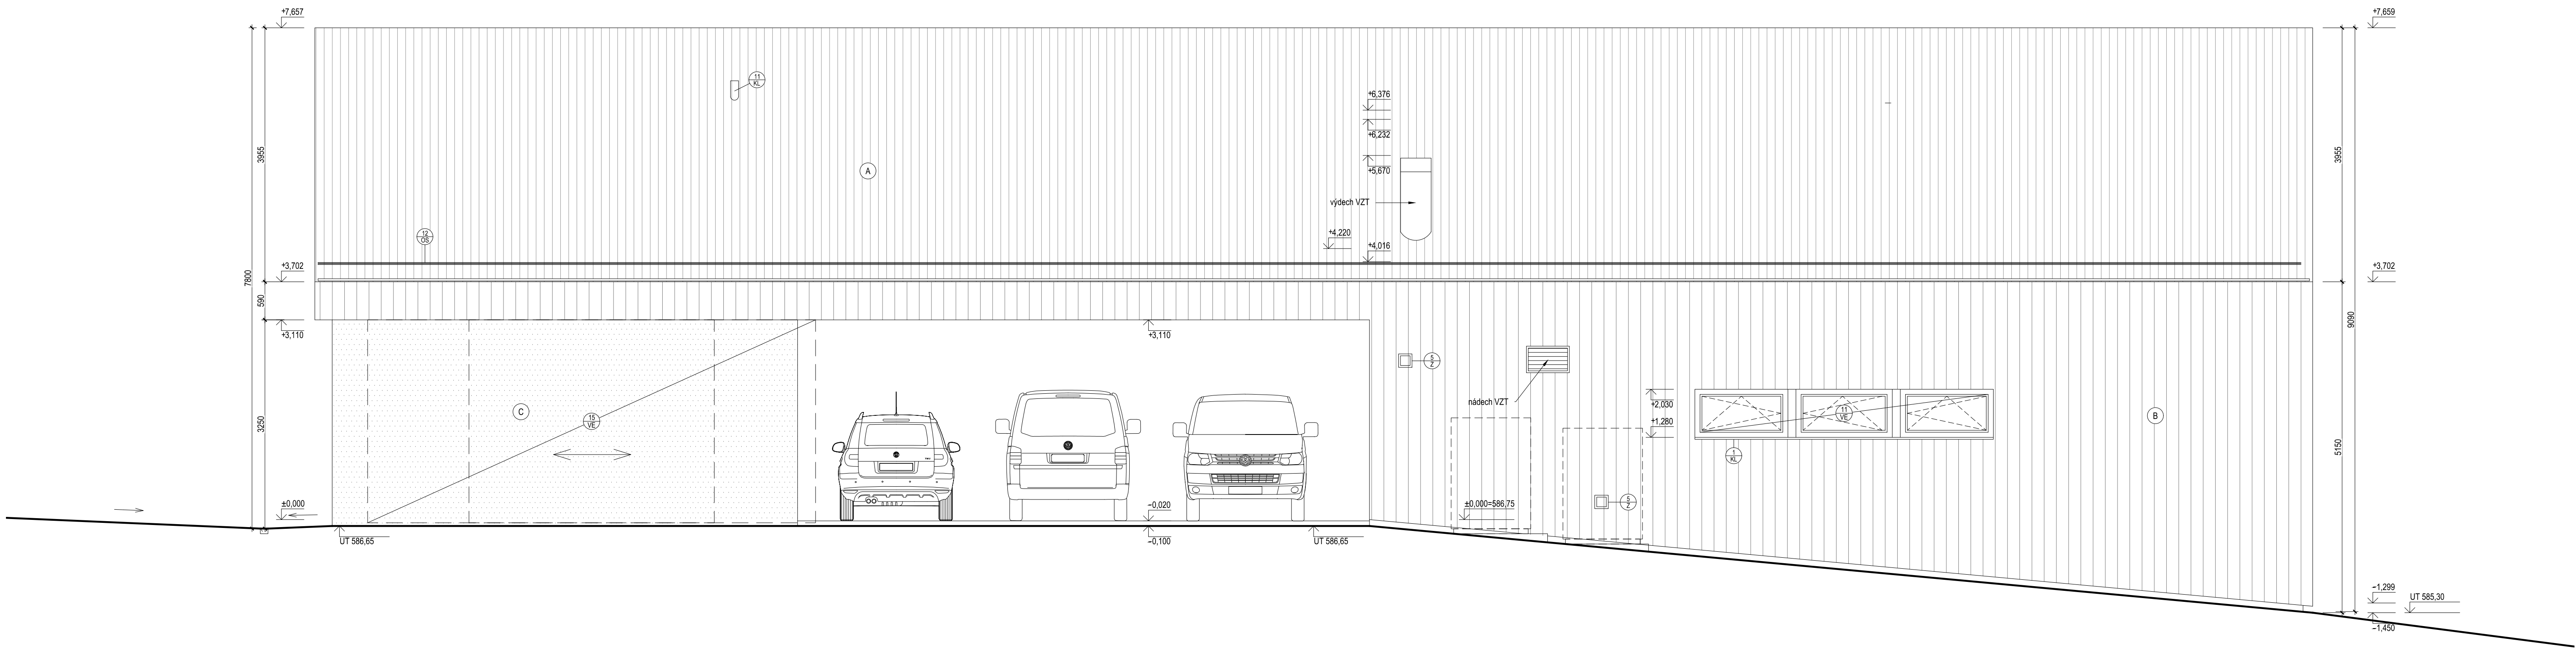 +7,657
+7,659
11
KL
+6,376
+6,232
3955
3955
A
+5,670
výdech VZT
12
OS
+4,220
+4,016
+3,702
+3,702
7800
590
9090
+3,110
+3,110
5
Z
nádech VZT
+2,030
C
15
VE
11
VE
B
3250
+1,280
5150
1
KL
±0,000
-0,020
±0,000=586,75
5
Z
UT 586,65
-0,100
UT 586,65
-1,299
UT 585,30
-1,450